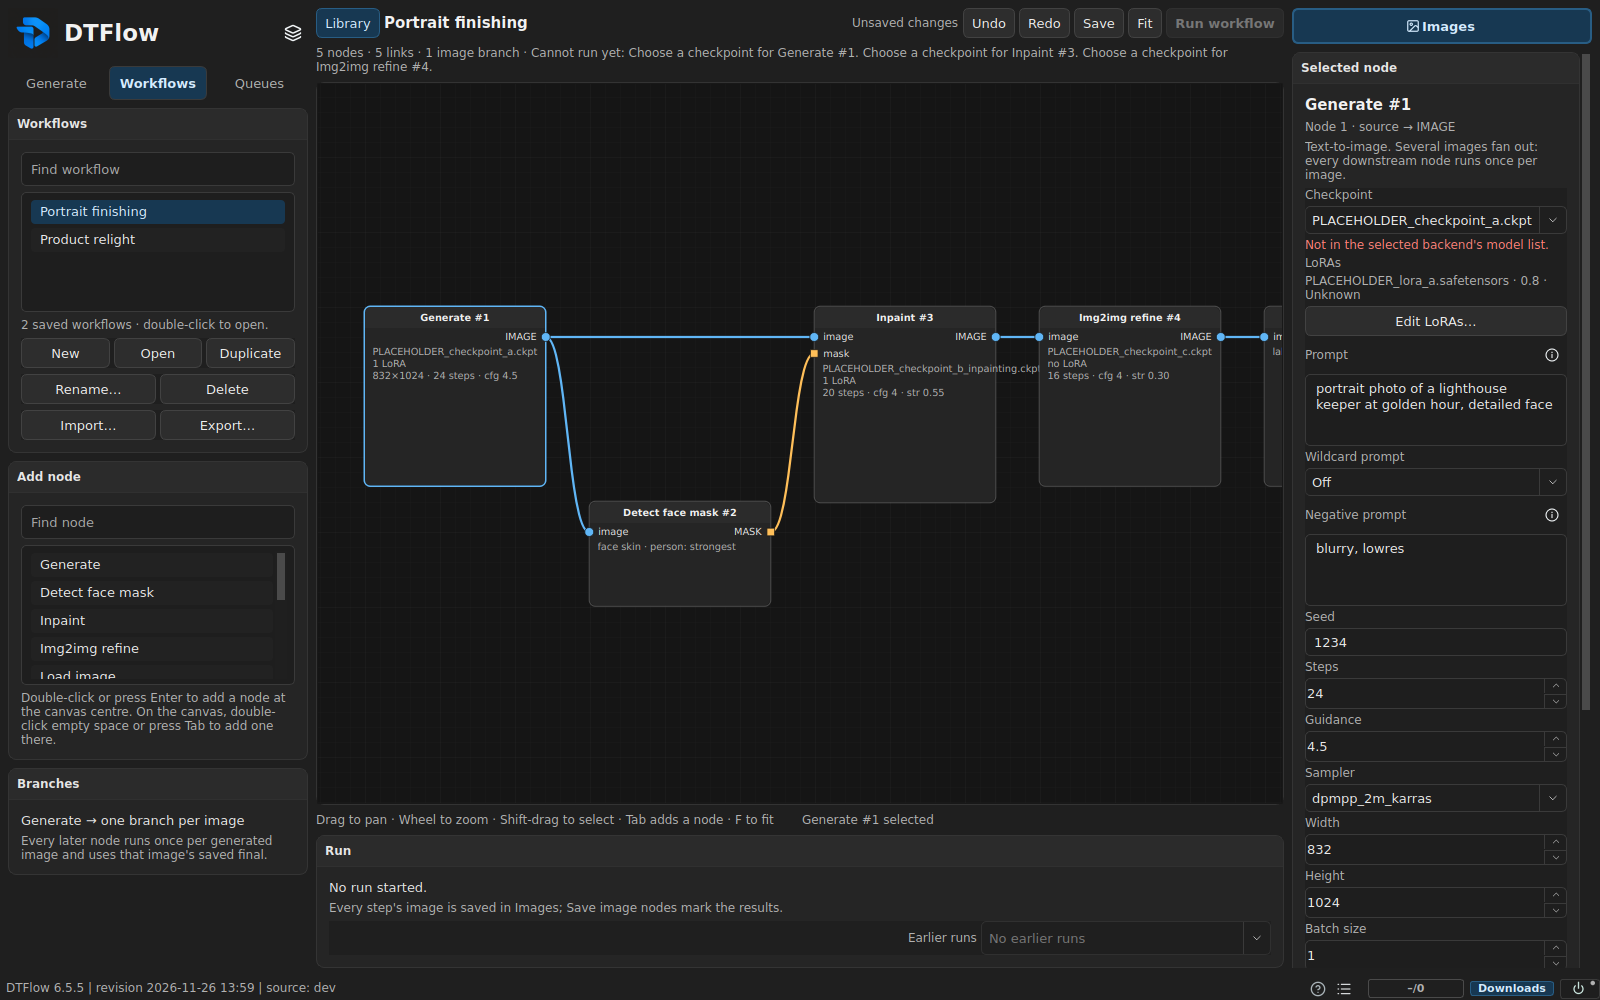 DTFlow
Generate
Workflows
Queues
Workflows
Find workflow
Portrait finishing
Product relight
2 saved workflows · double-click to open.
New
Open
Duplicate
Rename…
Delete
Import…
Export…
Add node
Find node
Generate
Detect face mask
Inpaint
Img2img refine
Load image
Double-click or press Enter to add a node at
the canvas centre. On the canvas, double-
click empty space or press Tab to add one
there.
Branches
Generate → one branch per image
Every later node runs once per generated
image and uses that image's saved final.
Library
Portrait finishing
Unsaved changes
Undo
Redo
Save
Fit
Run workflow
5 nodes · 5 links · 1 image branch · Cannot run yet: Choose a checkpoint for Generate #1. Choose a checkpoint for Inpaint #3. Choose a checkpoint for
Img2img refine #4.
Generate #1
IMAGE
PLACEHOLDER_checkpoint_a.ckpt
1 LoRA
832×1024 · 24 steps · cfg 4.5
Detect face mask #2
image
MASK
face skin · person: strongest
Inpaint #3
image
IMAGE
mask
PLACEHOLDER_checkpoint_b_inpainting.ckpt
1 LoRA
20 steps · cfg 4 · str 0.55
Img2img refine #4
image
IMAGE
PLACEHOLDER_checkpoint_c.ckpt
no LoRA
16 steps · cfg 4 · str 0.30
Drag to pan · Wheel to zoom · Shift-drag to select · Tab adds a node · F to fit
Generate #1 selected
Run
No run started.
Every step's image is saved in Images; Save image nodes mark the results.
Earlier runs
No earlier runs
Images
Selected node
Generate #1
Node 1 · source → IMAGE
Text-to-image. Several images fan out:
every downstream node runs once per
image.
Checkpoint
PLACEHOLDER_checkpoint_a.ckpt
Not in the selected backend's model list.
LoRAs
PLACEHOLDER_lora_a.safetensors · 0.8 ·
Unknown
Edit LoRAs…
Prompt
portrait photo of a lighthouse
keeper at golden hour, detailed face
Wildcard prompt
Off
Negative prompt
blurry, lowres
Seed
1234
Steps
24
Guidance
4.5
Sampler
dpmpp_2m_karras
Width
832
Height
1024
Batch size
1
DTFlow 6.5.5 | revision 2026-11-26 13:59 | source: dev
–/0
Downloads